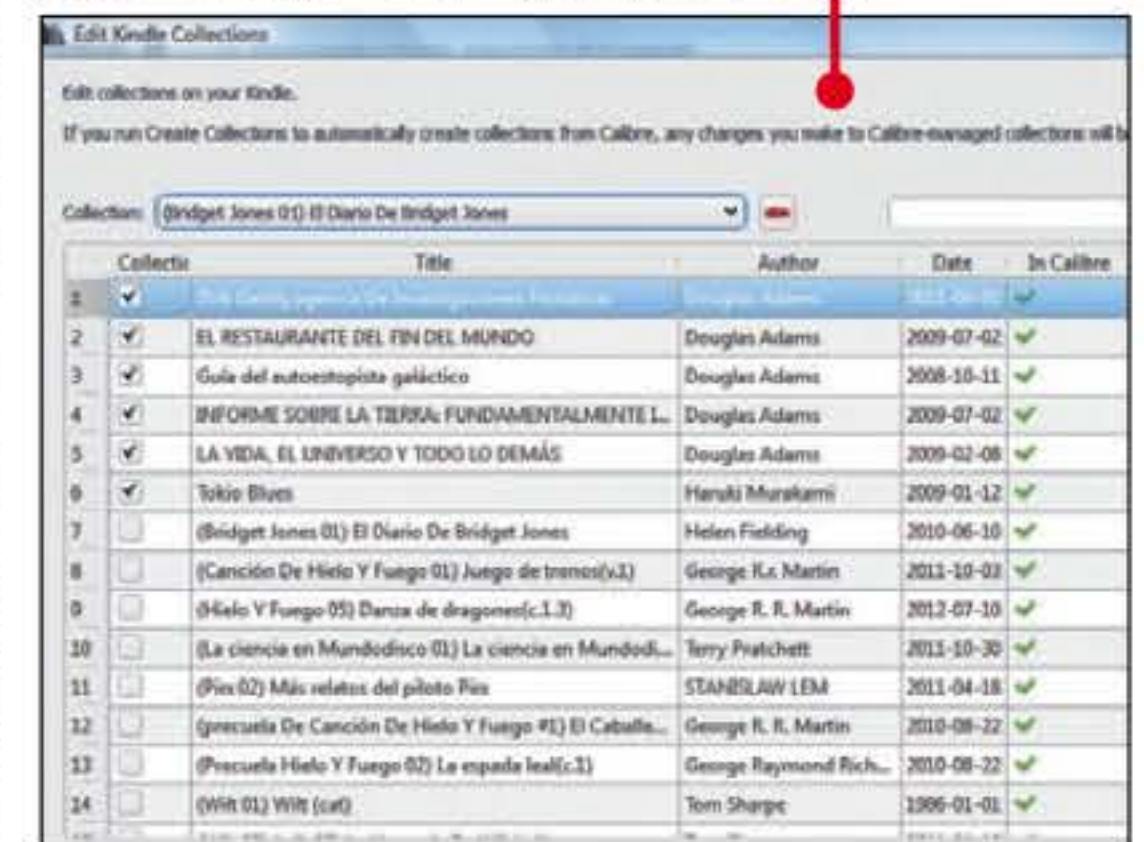 Edit Kindle Collections
Edit collections on your Kindle.
If you run Create Collections to automatically create collections from Calibre, any changes you make to Calibre-managed collections will b
Collection: (Bridget Jones 01) El Diario De Bridget Jones
Collectio Title Author Date In Calibre
1 Douglas Adams
2 EL RESTAURANTE DEL FIN DEL MUNDO Douglas Adams 2009-07-02
3 Guía del autoestopista galáctico Douglas Adams 2008-10-11
4 INFORME SOBRE LA TIERRA: FUNDAMENTALMENTE I... Douglas Adams 2009-07-02
5 LA VIDA, EL UNIVERSO Y TODO LO DEMÁS Douglas Adams 2009-02-08
6 Tokio Blues Haruki Murakami 2009-01-12
7 (Bridget Jones 01) El Diario De Bridget Jones Helen Fielding 2010-06-10
8 (Canción De Hielo Y Fuego 01) Juego de tronos(v.1) George R.r. Martin 2011-10-03
9 (Hielo Y Fuego 05) Danza de dragones(c.1.3) George R. R. Martin 2012-07-10
10 (La ciencia en Mundodisco 01) La ciencia en Mundodi... Terry Pratchett 2011-10-30
11 (Pirx 02) Más relatos del piloto Pirx STANISLAW LEM 2011-04-18
12 (precuela De Canción De Hielo Y Fuego #1) El Caballe... George R. R. Martin 2010-08-22
13 (Precuela Hielo Y Fuego 02) La espada leal(c.1) George Raymond Rich... 2010-08-22
14 (Wilt 01) Wilt (cat) Tom Sharpe 1986-01-01